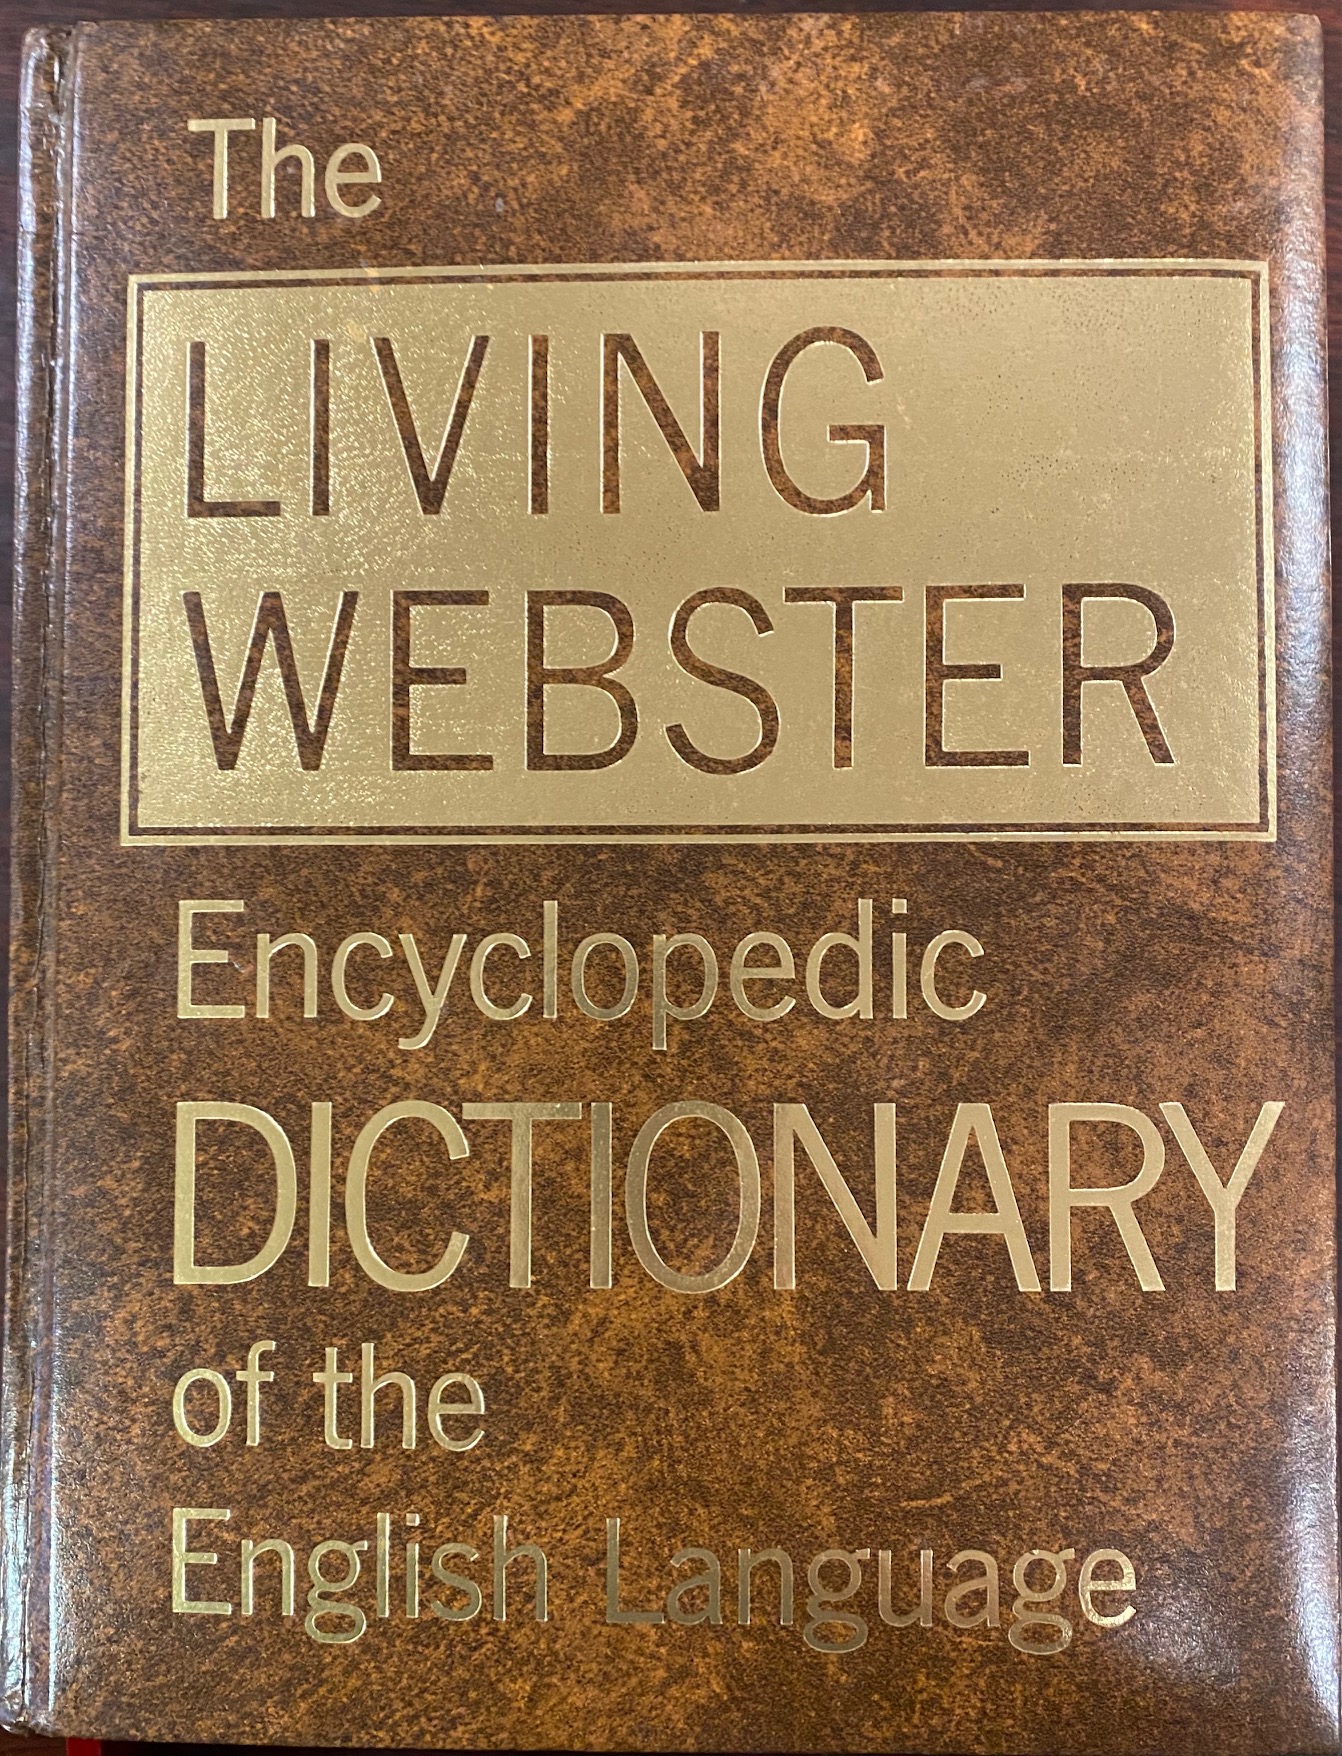 The
LIVING
WEBSTER
Encyclopedic
DICTIONARY
of the
English Language